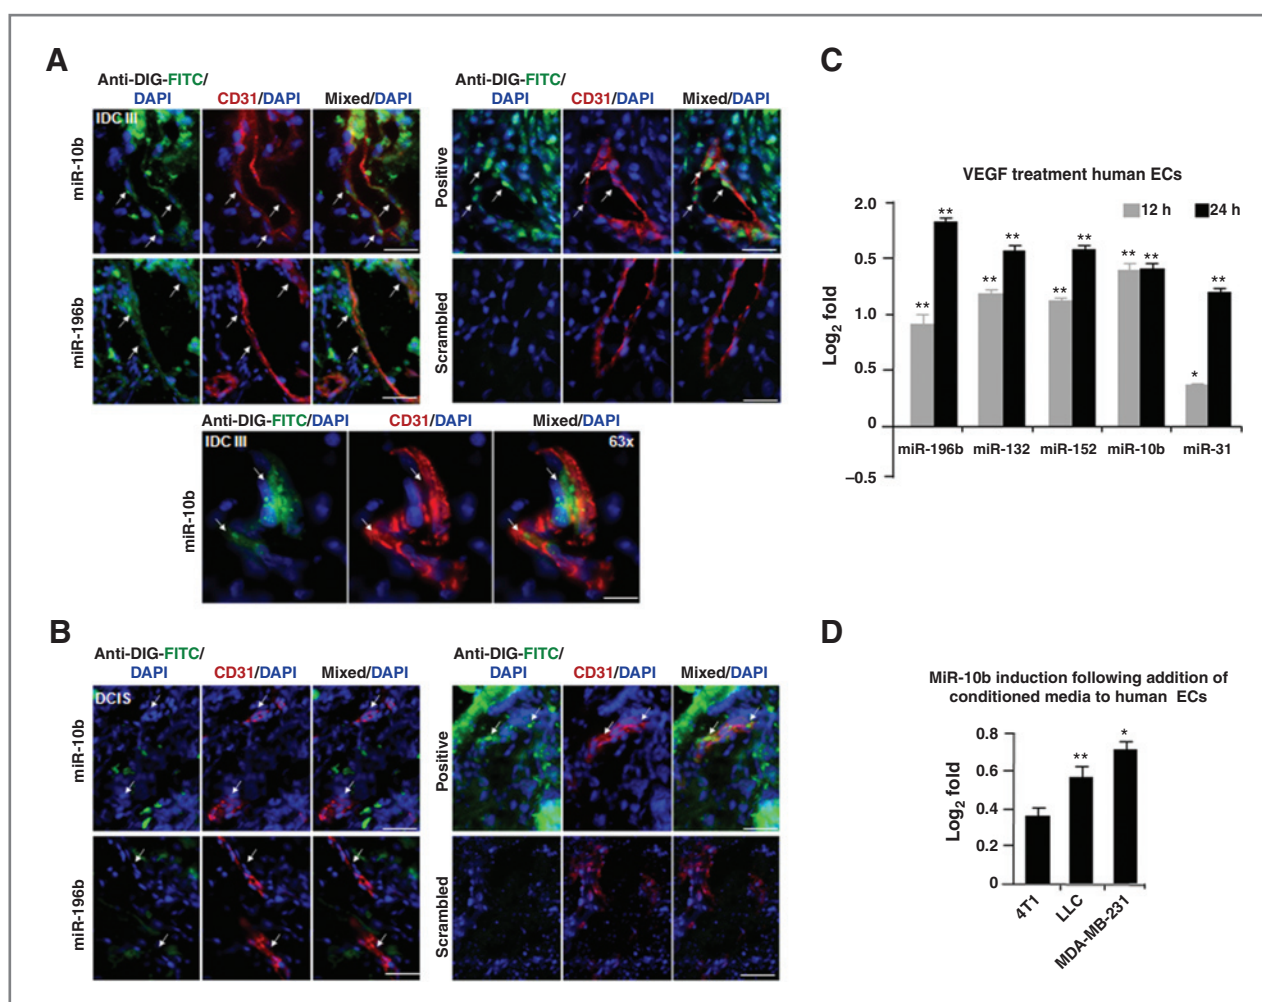 A
Anti-DIG-FITC/
DAPI CD31/DAPI Mixed/DAPI
IDC III
miR-10b
miR-196b
Anti-DIG-FITC/
DAPI CD31/DAPI Mixed/DAPI
Positive
Scrambled
Anti-DIG-FITC/DAPI CD31/DAPI Mixed/DAPI
IDC III 63x
miR-10b
B
Anti-DIG-FITC/
DAPI CD31/DAPI Mixed/DAPI
DCIS
miR-10b
miR-196b
Anti-DIG-FITC/
DAPI CD31/DAPI Mixed/DAPI
Positive
Scrambled
C
VEGF treatment human ECs
12 h 24 h
Log2 fold
2.0
0.5
1.0
0.5
0
–0.5
** ** ** ** ** ** ** ** * **
miR-196b miR-132 miR-152 miR-10b miR-31
D
MiR-10b induction following addition of
conditioned media to human ECs
Log2 fold
0.8
0.6
0.4
0.2
0
** *
4T1 LLC MDA-MB-231